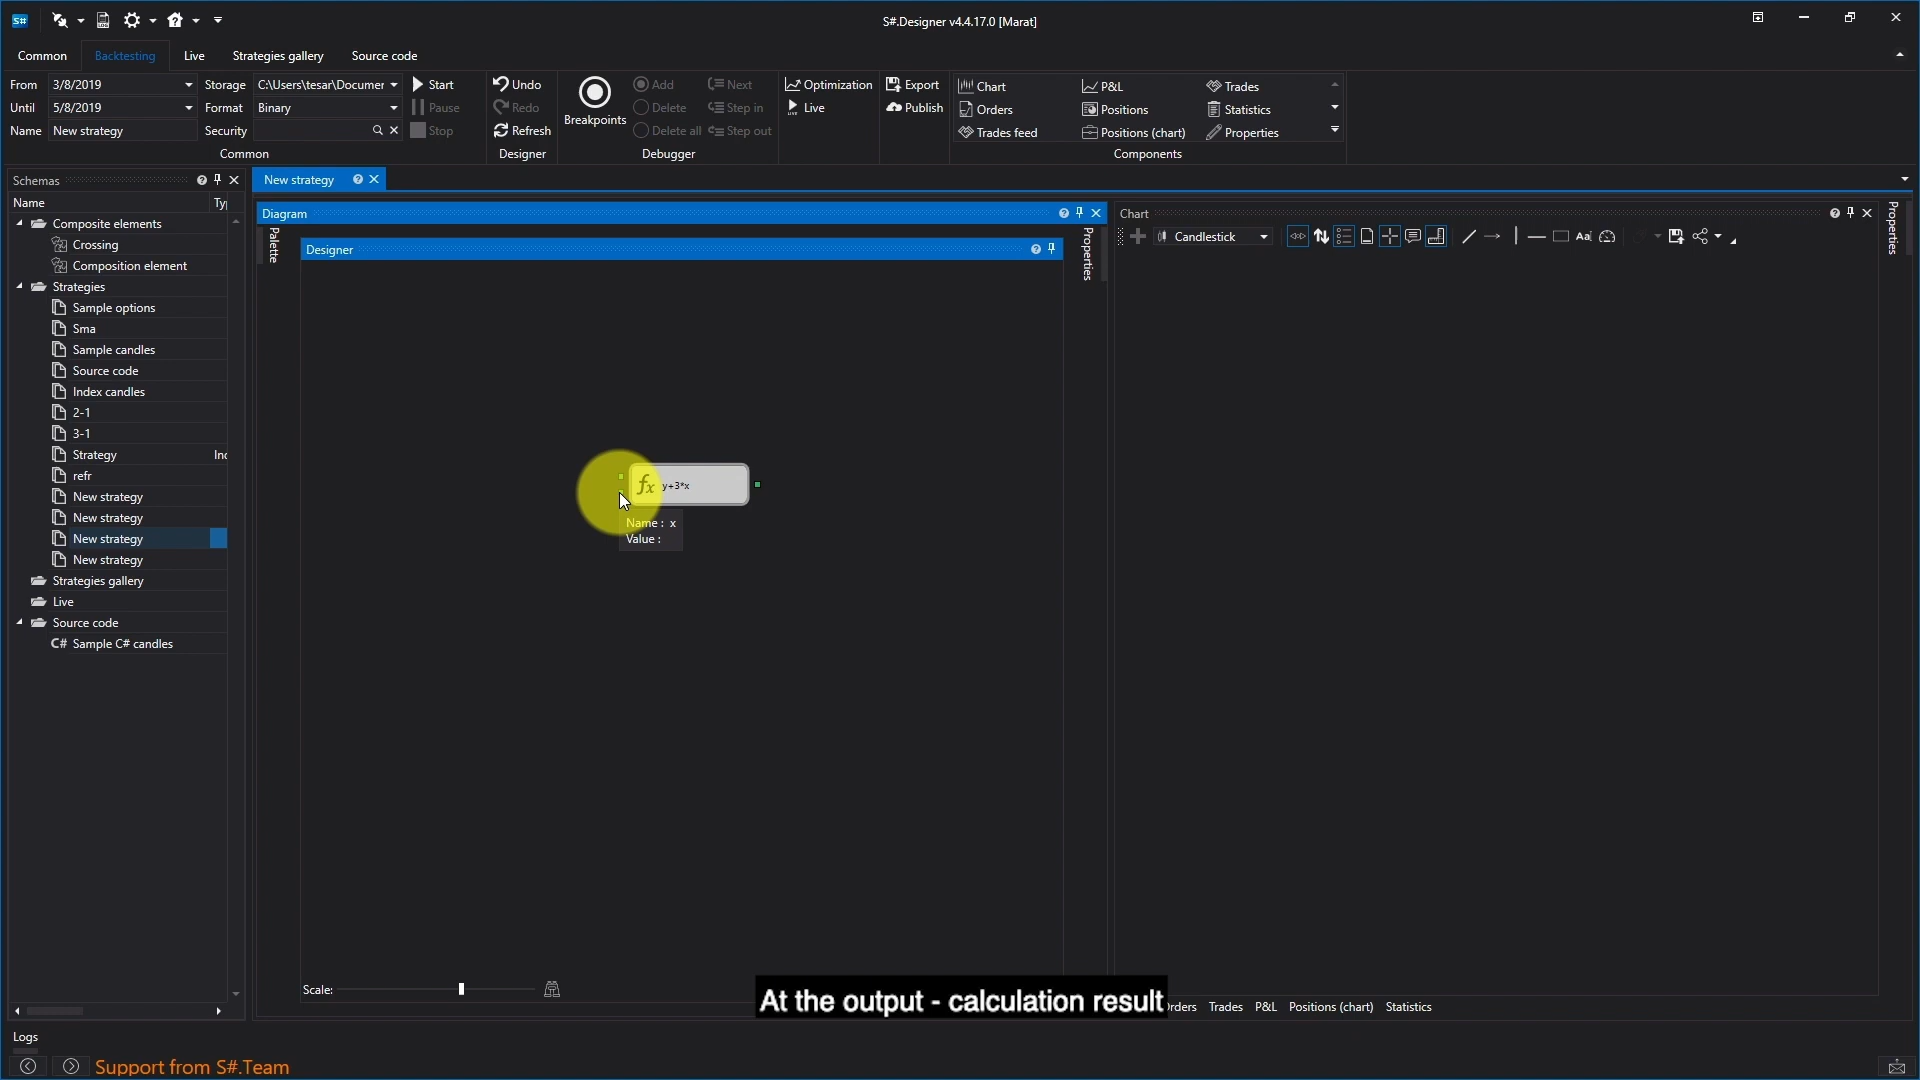 S#
S#.Designer v4.4.17.0 [Marat]
Common
Backtesting
Live
Strategies gallery
Source code
From 3/8/2019
Storage C:\Users\tesar\Documer
Start
Until 5/8/2019
Format Binary
Pause
Name New strategy
Security
Stop
Common
Undo
Redo
Refresh
Designer
Breakpoints
Add
Next
Delete
Step in
Delete all
Step out
Debugger
Optimization
Live
Export
Publish
Chart
P&L
Trades
Orders
Positions
Statistics
Trades feed
Positions (chart)
Properties
Components
Schemas
Name
Composite elements
Crossing
Composition element
Strategies
Sample options
Sma
Sample candles
Source code
Index candles
2-1
3-1
Strategy
refr
New strategy
New strategy
New strategy
New strategy
Strategies gallery
Live
Source code
C# Sample C# candles
New strategy
Diagram
Palette
Designer
Properties
fx y+3*x
Name : x
Value :
Scale:
Chart
Candlestick
Aa
Properties
At the output - calculation result
Trades
P&L
Positions (chart)
Statistics
Logs
Support from S#.Team